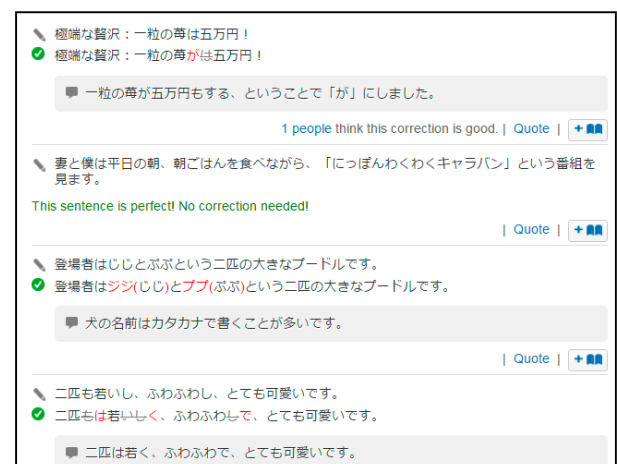 極端な贅沢：一粒の苺は五万円！
極端な贅沢：一粒の苺がは五万円！
一粒の苺が五万円もする、ということで「が」にしました。
1 people think this correction is good. | Quote | +
妻と僕は平日の朝、朝ごはんを食べながら、「にっぽんわくわくキャラバン」という番組を
見ます。
This sentence is perfect! No correction needed!
| Quote | +
登場者はじじとぷぷという二匹の大きなプードルです。
登場者はジジ(じじ)とププ(ぷぷ)という二匹の大きなプードルです。
犬の名前はカタカナで書くことが多いです。
| Quote | +
二匹も若いし、ふわふわし、とても可愛いです。
二匹もは若いしく、ふわふわしで、とても可愛いです。
二匹は若く、ふわふわで、とても可愛いです。